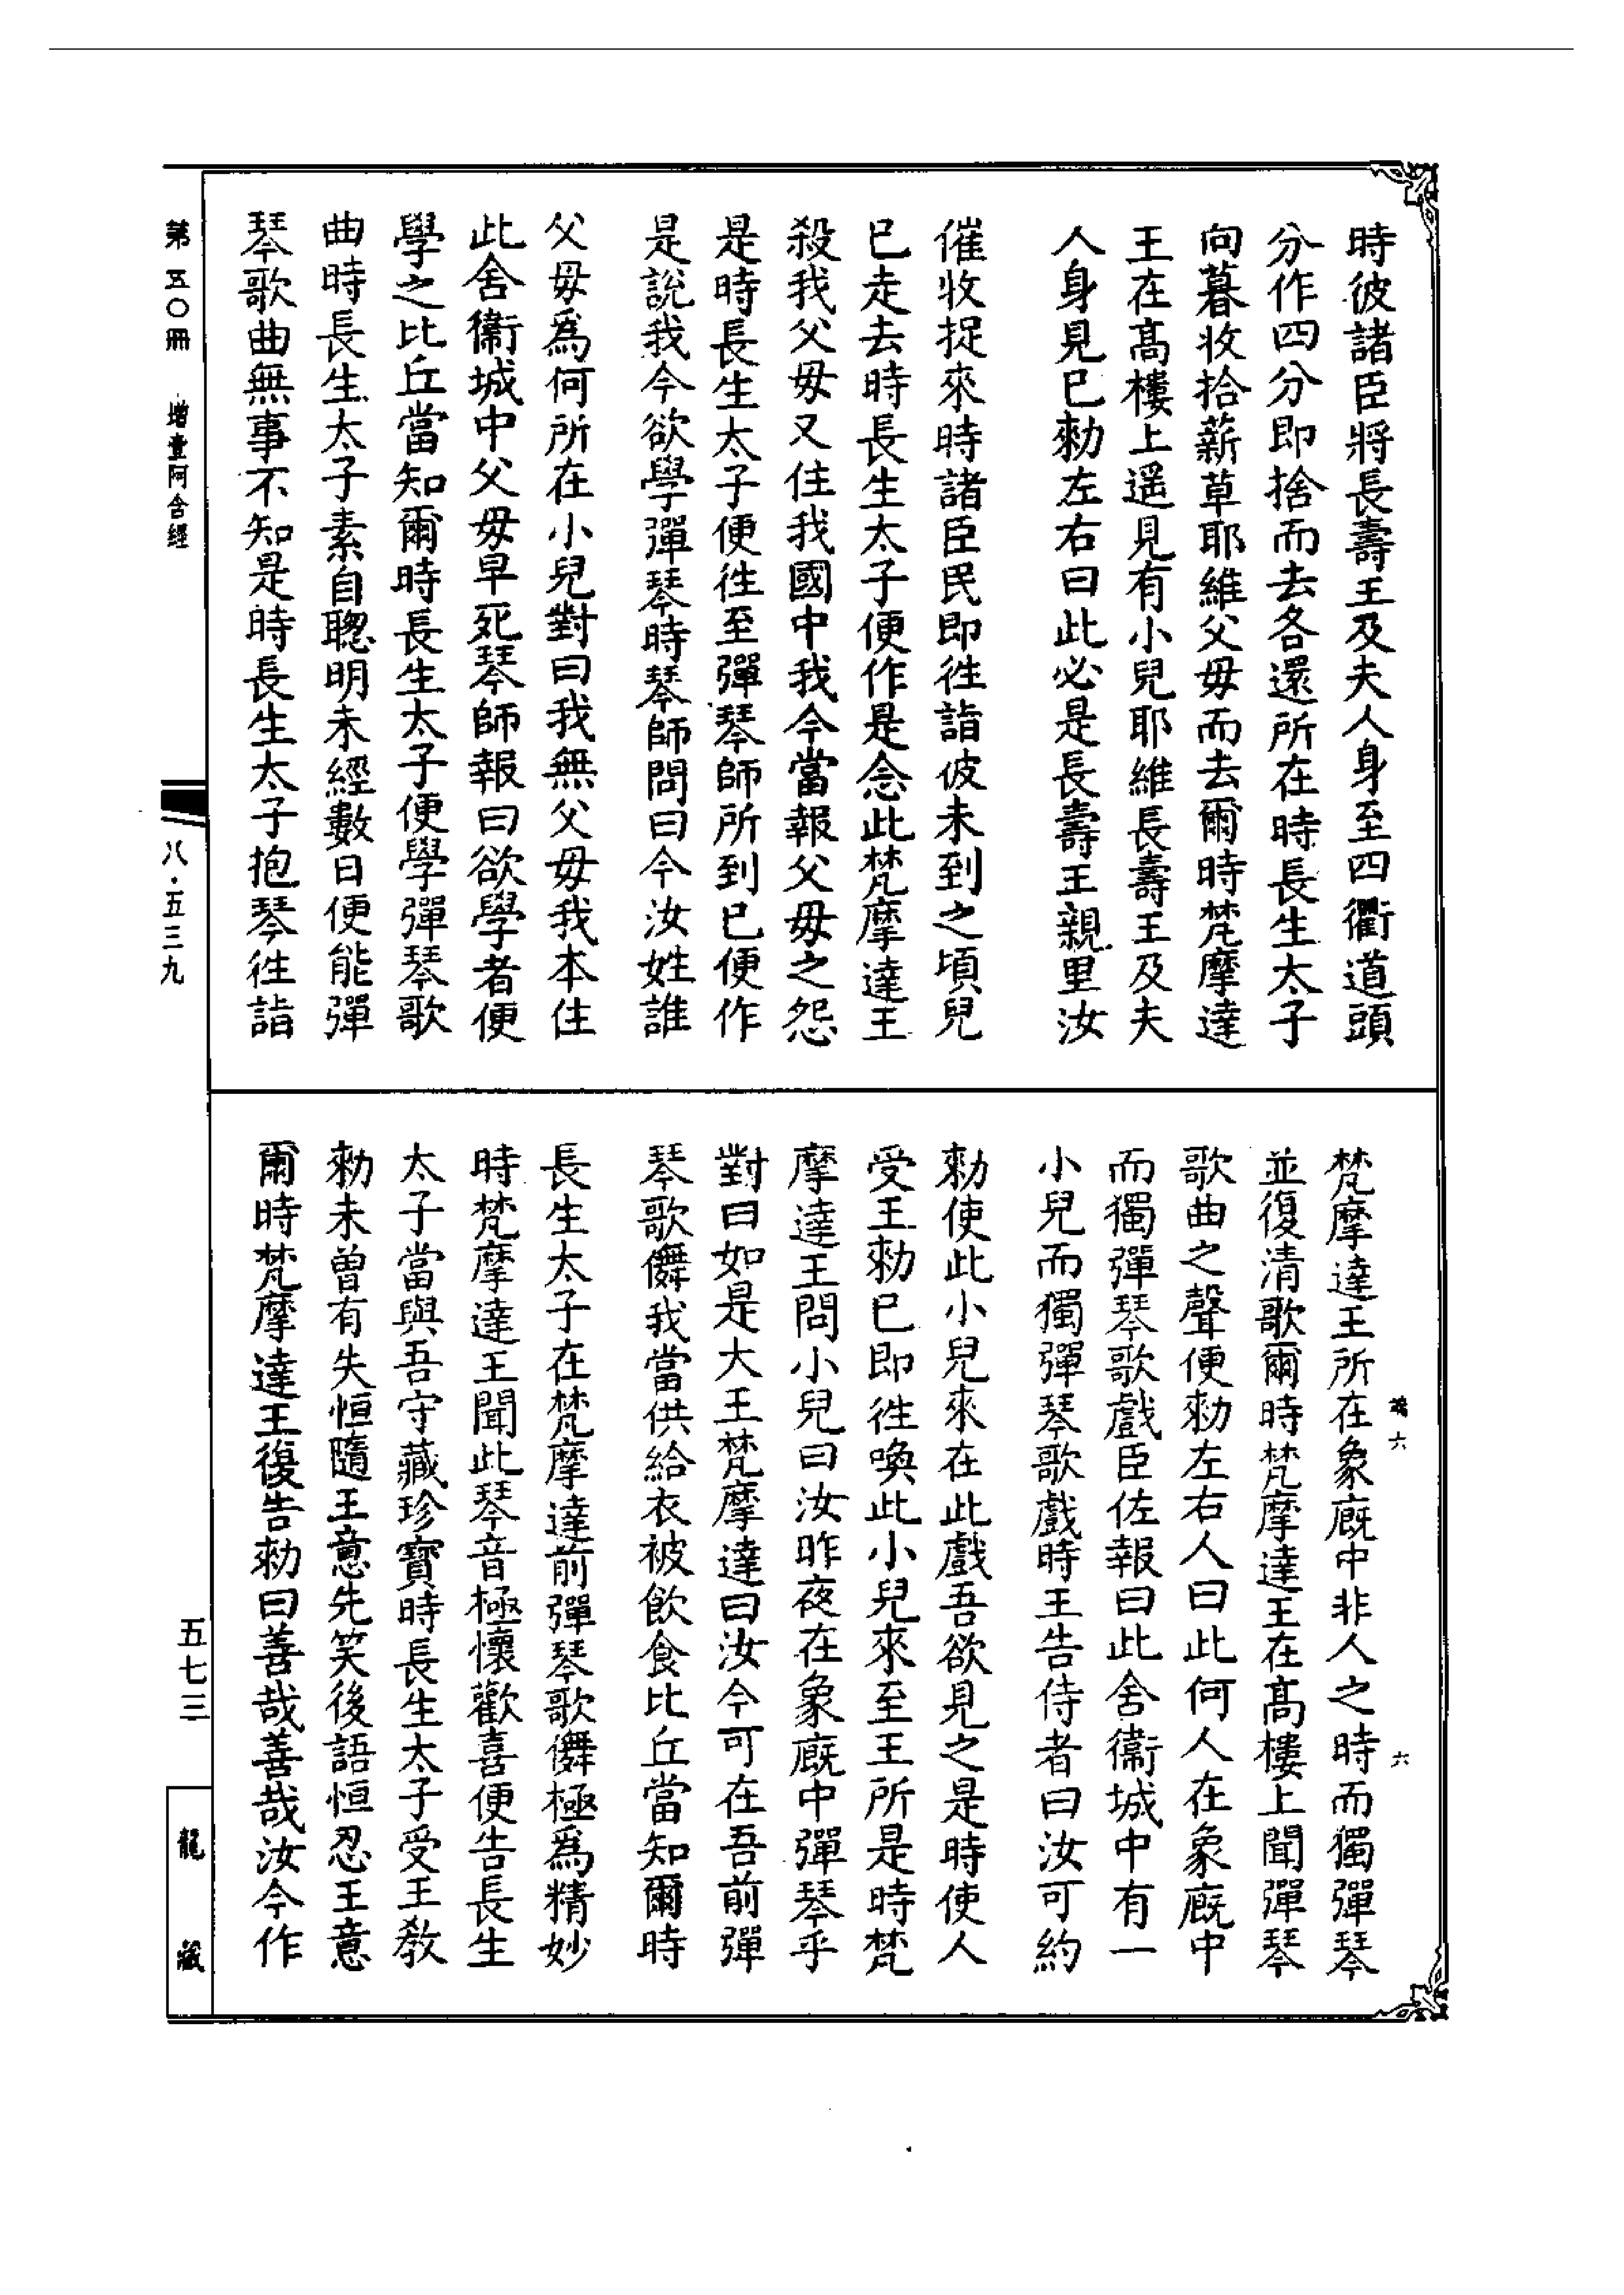 時彼諸臣將長壽王及夫人身至四衢道頭
分作四分即捨而去各還所在時長生太子
向暮收拾薪草耶維父母而去爾時梵摩達
王在高樓上遥見有小兒耶維長壽王及夫
人身見已勑左右曰此必是長壽王親里汝
催收捉來時諸臣民即徃詣彼未到之頃兒
已走去時長生太子便作是念此梵摩達王
殺我父母又住我國中我今當報父母之怨
是時長生太子便徃至彈琴師所到已便作
是說我今欲學彈琴時琴師問曰今汝姓誰
父母爲何所在小兒對曰我無父母我本住
此舍衞城中父母早死琴師報曰欲學者便
學之比丘當知爾時長生太子便學彈琴歌
曲時長生太子素自聰明未經數日便能彈
琴歌曲無事不知是時長生太子抱琴徃詣
梵摩達王所在象廐中非人之時而獨彈琴
並復清歌爾時梵摩達王在高樓上聞彈琴
歌曲之聲便勑左右人曰此何人在象廐中
而獨彈琴歌戲臣佐報曰此舍衞城中有一
小兒而獨彈琴歌戲時王告侍者曰汝可約
勑使此小兒來在此戲吾欲見之是時使人
受王勑已即徃喚此小兒來至王所是時梵
摩達王問小兒曰汝昨夜在象廐中彈琴乎
對曰如是大王梵摩達曰汝今可在吾前彈
琴歌儛我當供給衣被飲食比丘當知爾時
長生太子在梵摩達前彈琴歌儛極爲精妙
時梵摩達王聞此琴音極懷歡喜便告長生
太子當與吾守藏珍寶時長生太子受王教
勑未曾有失恒隨王意先笑後語恒忍王意
爾時梵摩達王復告勑曰善哉善哉汝今作
六
六
第五〇冊 增壹阿含經
八·五三九
五七三
龍藏